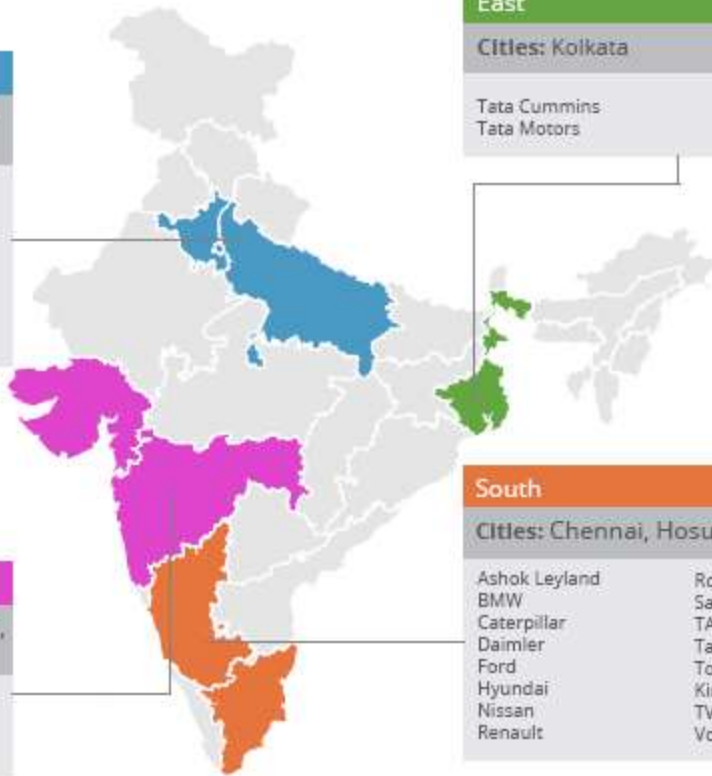 East
Cities: Kolkata
Tata Cummins
Tata Motors
South
Cities: Chennai,
Ashok Leyland
BMW
Caterpillar
Daimler
Ford
Hyundai
Nissan
Renault